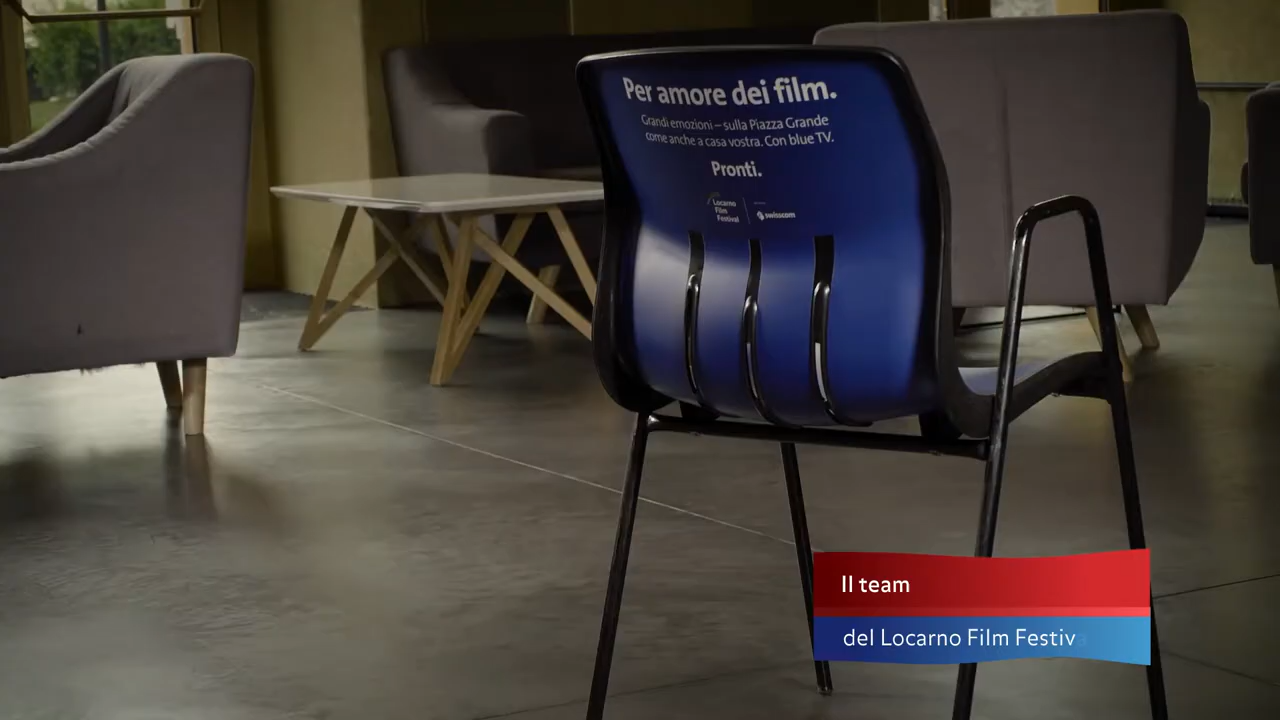 Per amore dei film.
Grandi emozioni – sulla Piazza Grande
come anche a casa vostra. Con blue TV.
Pronti.
Locarno
Film
Festival
swisscom
Il team
del Locarno Film Festiva